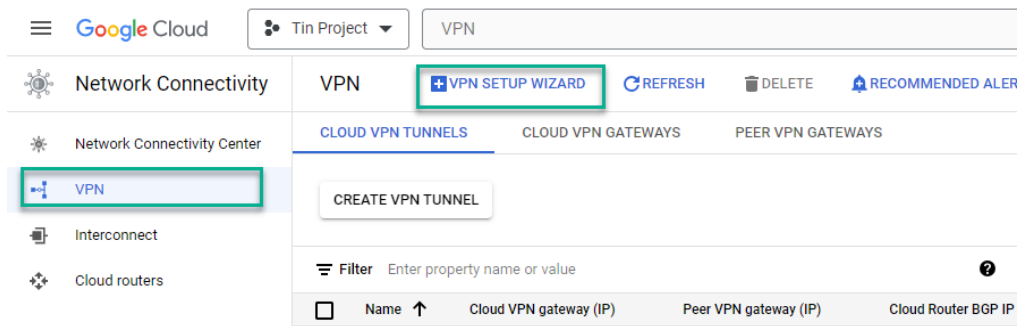 Google Cloud
Tin Project
VPN
Network Connectivity
VPN
VPN SETUP WIZARD
REFRESH
DELETE
RECOMMENDED ALER
Network Connectivity Center
CLOUD VPN TUNNELS
CLOUD VPN GATEWAYS
PEER VPN GATEWAYS
VPN
CREATE VPN TUNNEL
Interconnect
Cloud routers
Filter
Enter property name or value
Name
Cloud VPN gateway (IP)
Peer VPN gateway (IP)
Cloud Router BGP IP